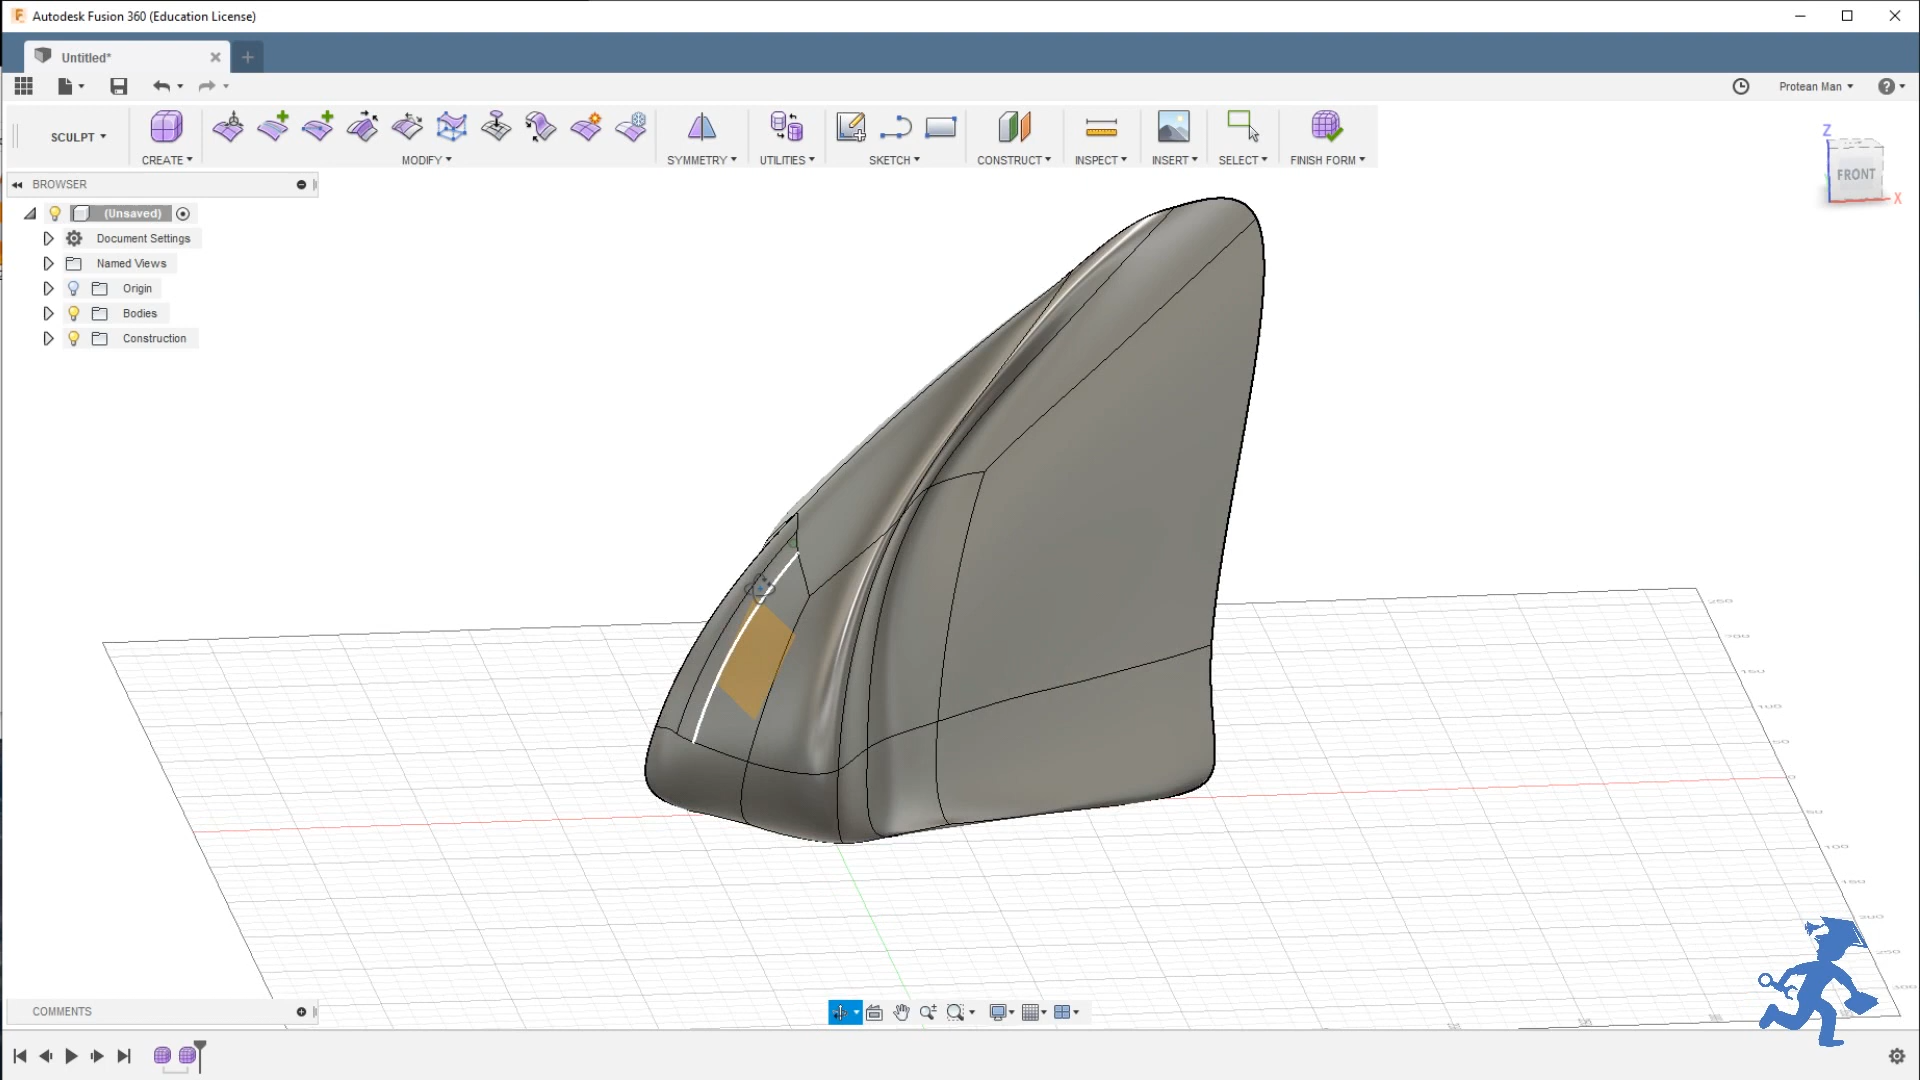 Autodesk Fusion 360 (Education License)
Untitled*
Protean Man
SCULPT
CREATE
MODIFY
SYMMETRY
UTILITIES
SKETCH
CONSTRUCT
INSPECT
INSERT
SELECT
FINISH FORM
BROWSER
(Unsaved)
Document Settings
Named Views
Origin
Bodies
Construction
Z
FRONT
X
COMMENTS